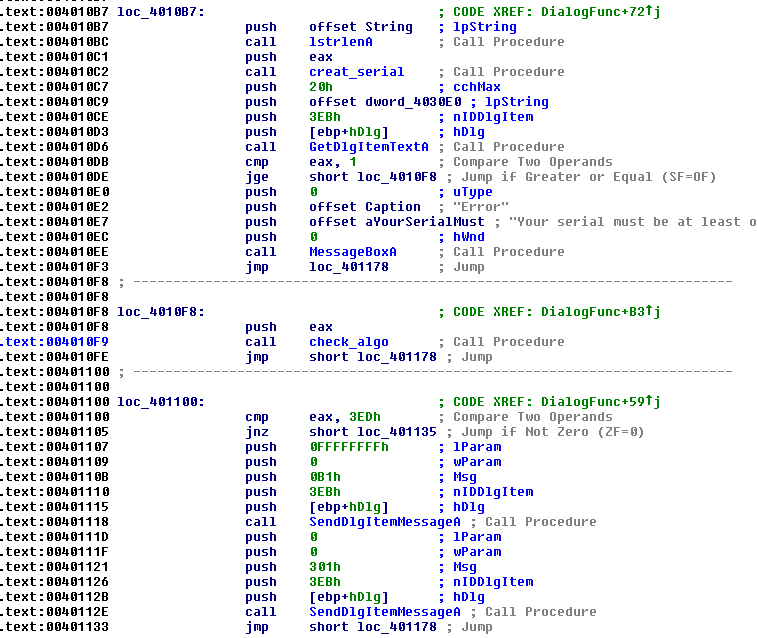 .text:004010B7 loc_4010B7:                             ; CODE XREF: DialogFunc+72↑j
.text:004010B7                 push    offset String   ; lpString
.text:004010BC                 call    lstrlenA        ; Call Procedure
.text:004010C1                 push    eax
.text:004010C2                 call    creat_serial    ; Call Procedure
.text:004010C7                 push    20h             ; cchMax
.text:004010C9                 push    offset dword_4030E0 ; lpString
.text:004010CE                 push    3EBh            ; nIDDlgItem
.text:004010D3                 push    [ebp+hDlg]      ; hDlg
.text:004010D6                 call    GetDlgItemTextA ; Call Procedure
.text:004010DB                 cmp     eax, 1          ; Compare Two Operands
.text:004010DE                 jge     short loc_4010F8 ; Jump if Greater or Equal (SF=OF)
.text:004010E0                 push    0               ; uType
.text:004010E2                 push    offset Caption  ; "Error"
.text:004010E7                 push    offset aYourSerialMust ; "Your serial must be at least o
.text:004010EC                 push    0               ; hWnd
.text:004010EE                 call    MessageBoxA     ; Call Procedure
.text:004010F3                 jmp     loc_401178      ; Jump
.text:004010F8 ; ---------------------------------------------------------------------------
.text:004010F8
.text:004010F8 loc_4010F8:                             ; CODE XREF: DialogFunc+B3↑j
.text:004010F8                 push    eax
.text:004010F9                 call    check_algo      ; Call Procedure
.text:004010FE                 jmp     short loc_401178 ; Jump
.text:00401100 ; ---------------------------------------------------------------------------
.text:00401100
.text:00401100 loc_401100:                             ; CODE XREF: DialogFunc+59↑j
.text:00401100                 cmp     eax, 3EDh       ; Compare Two Operands
.text:00401105                 jnz     short loc_401135 ; Jump if Not Zero (ZF=0)
.text:00401107                 push    0FFFFFFFFh      ; lParam
.text:00401109                 push    0               ; wParam
.text:0040110B                 push    0B1h            ; Msg
.text:00401110                 push    3EBh            ; nIDDlgItem
.text:00401115                 push    [ebp+hDlg]      ; hDlg
.text:00401118                 call    SendDlgItemMessageA ; Call Procedure
.text:0040111D                 push    0               ; lParam
.text:0040111F                 push    0               ; wParam
.text:00401121                 push    301h            ; Msg
.text:00401126                 push    3EBh            ; nIDDlgItem
.text:0040112B                 push    [ebp+hDlg]      ; hDlg
.text:0040112E                 call    SendDlgItemMessageA ; Call Procedure
.text:00401133                 jmp     short loc_401178 ; Jump